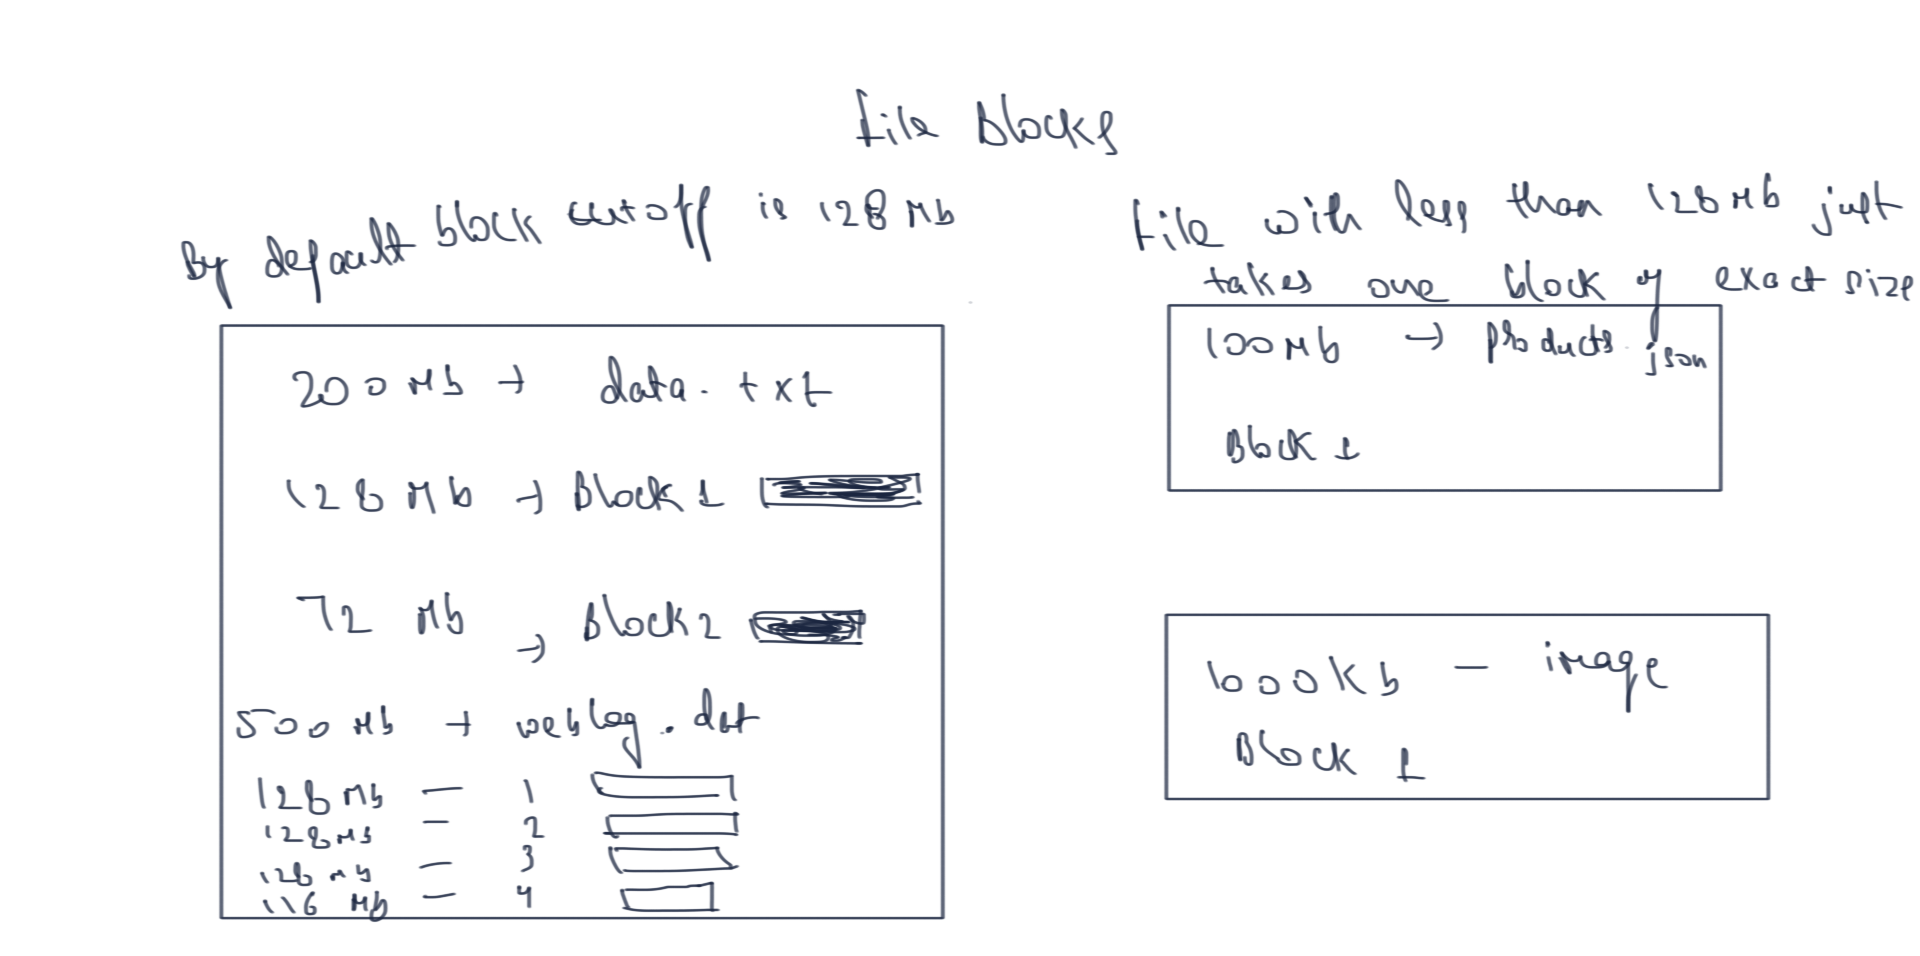 File Blocks
By default block cutoff is 128 Mb
200 Mb → data.txt
128 Mb → Block 1
72 Mb → Block 2
500 Mb → weblog.dat
128 Mb — 1
128 Mb — 2
128 Mb — 3
116 Mb — 4
File with less than 128 Mb just
takes one block of exact size
100 Mb → products.json
Block 1
1000 Kb — image
Block 1